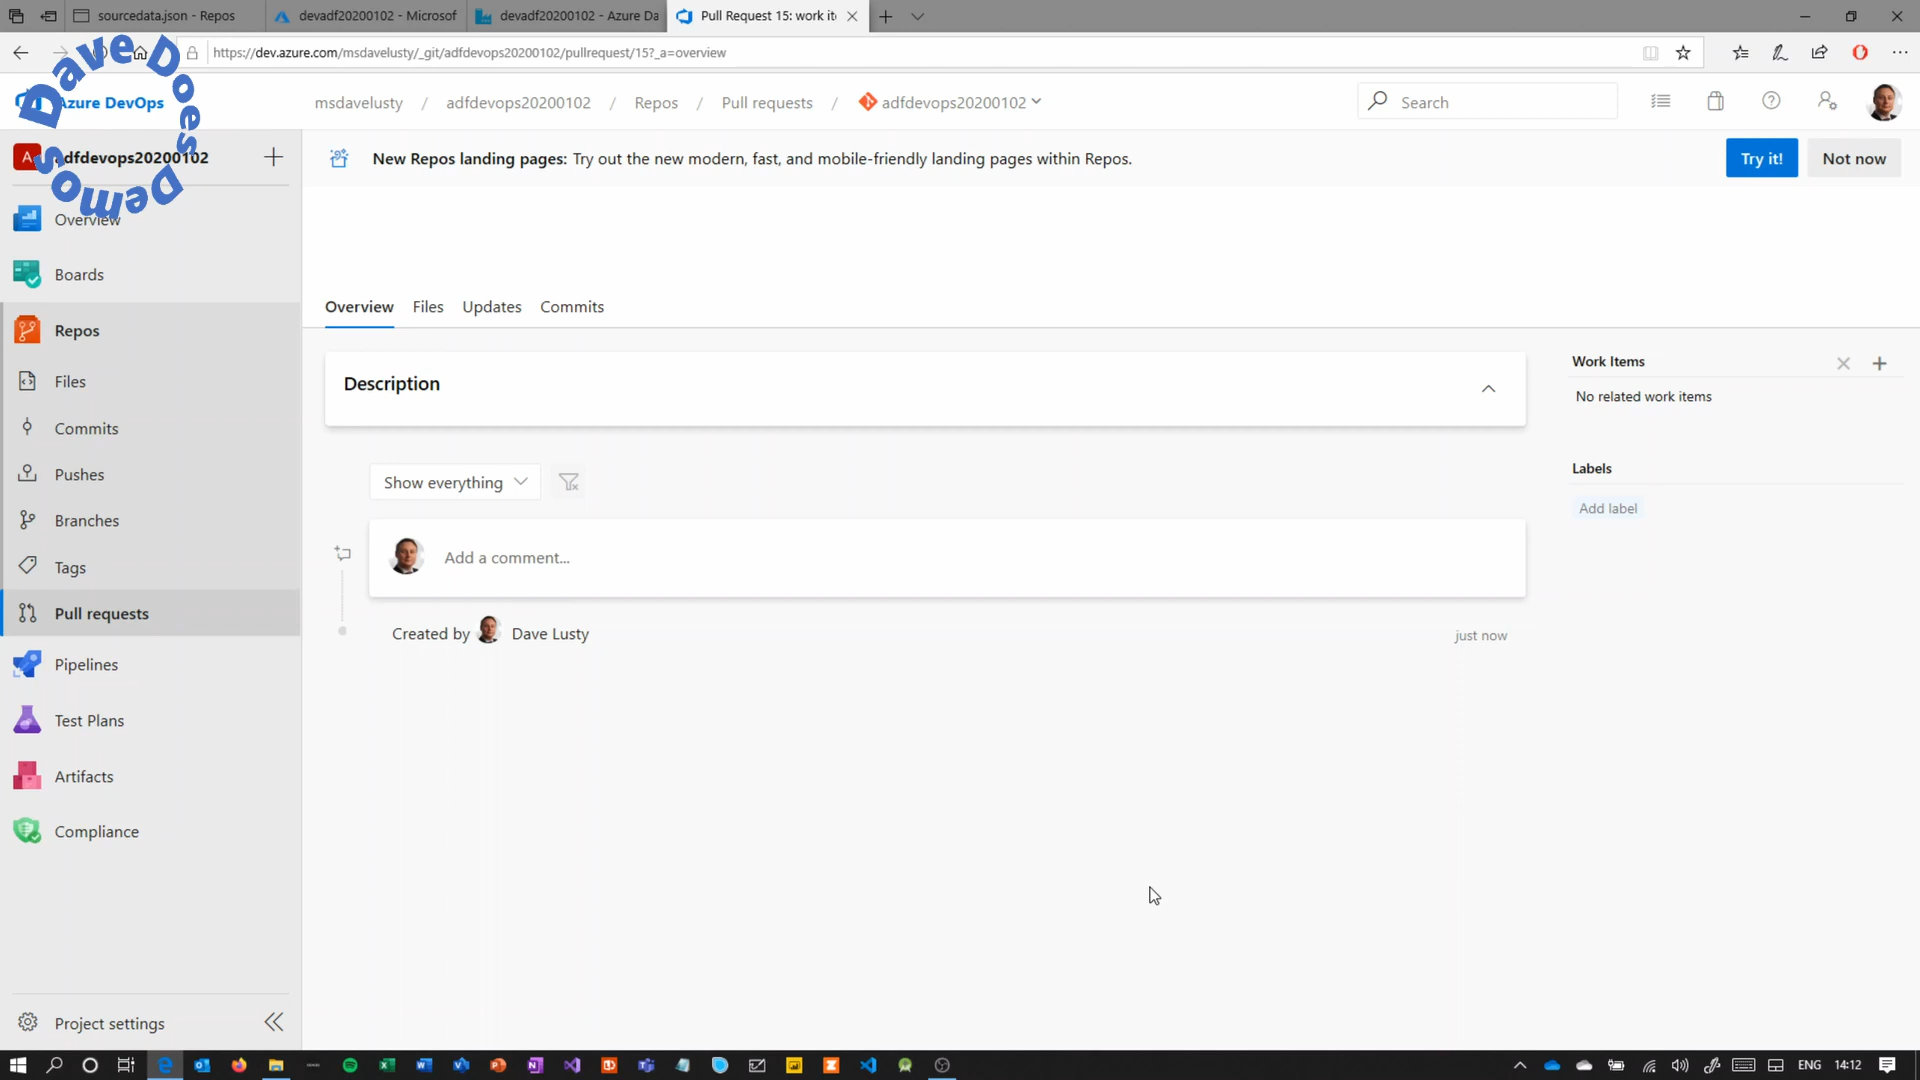 sourcedata.json - Repos
devadf20200102 - Microsof
devadf20200102 - Azure Da
Pull Request 15: work it
https://dev.azure.com/msdavelusty/_git/adfdevops20200102/pullrequest/15?_a=overview
Dave Does Demos
Azure DevOps
msdavelusty / adfdevops20200102 / Repos / Pull requests / adfdevops20200102
Search
A
adfdevops20200102
New Repos landing pages: Try out the new modern, fast, and mobile-friendly landing pages within Repos.
Try it!
Not now
Overview
Boards
Repos
Files
Commits
Pushes
Branches
Tags
Pull requests
Pipelines
Test Plans
Artifacts
Compliance
Project settings
Overview
Files
Updates
Commits
Description
Show everything
Add a comment...
Created by Dave Lusty
just now
Work Items
No related work items
Labels
Add label
ENG
14:12